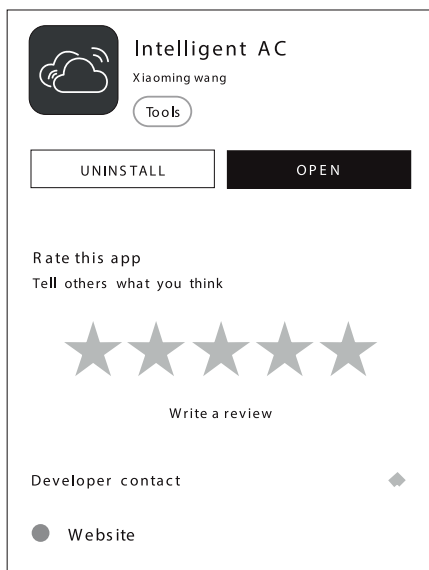 Intelligent AC
Xiaoming wang
Tools
UNINSTALL
OPEN
Rate this app
Tell others what you think
Write a review
Developer contact
Website